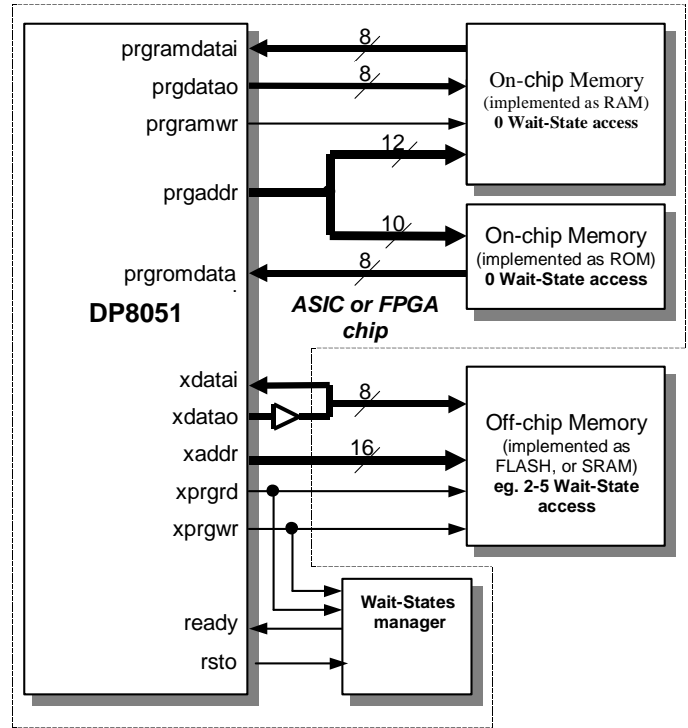 prgramdatai
8
prgdatao
8
prgramwr
On-chip Memory
(implemented as RAM)
0 Wait-State access
12
prgaddr
10
On-chip Memory
(implemented as ROM)
0 Wait-State access
prgromdata
8
DP8051
ASIC or FPGA
chip
xdatai
xdatao
8
xaddr
16
xprgrd
xprgwr
Off-chip Memory
(implemented as
FLASH, or SRAM)
eg. 2-5 Wait-State
access
Wait-States
manager
ready
rsto